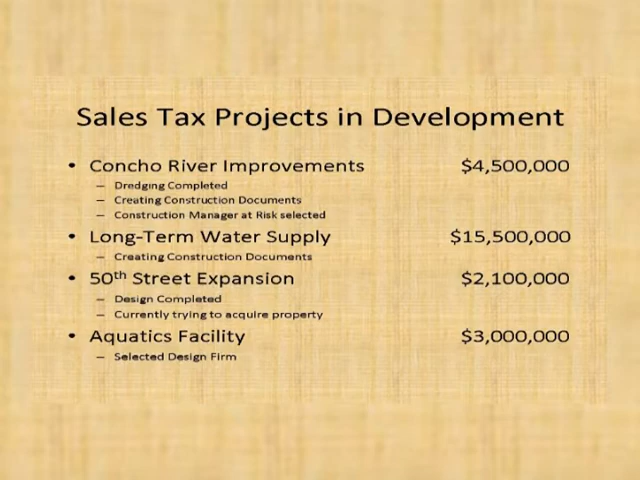 Sales Tax Projects in Development
• Concho River Improvements $4,500,000
– Dredging Completed
– Creating Construction Documents
– Construction Manager at Risk selected
• Long-Term Water Supply $15,500,000
– Creating Construction Documents
• 50th Street Expansion $2,100,000
– Design Completed
– Currently trying to acquire property
• Aquatics Facility $3,000,000
– Selected Design Firm